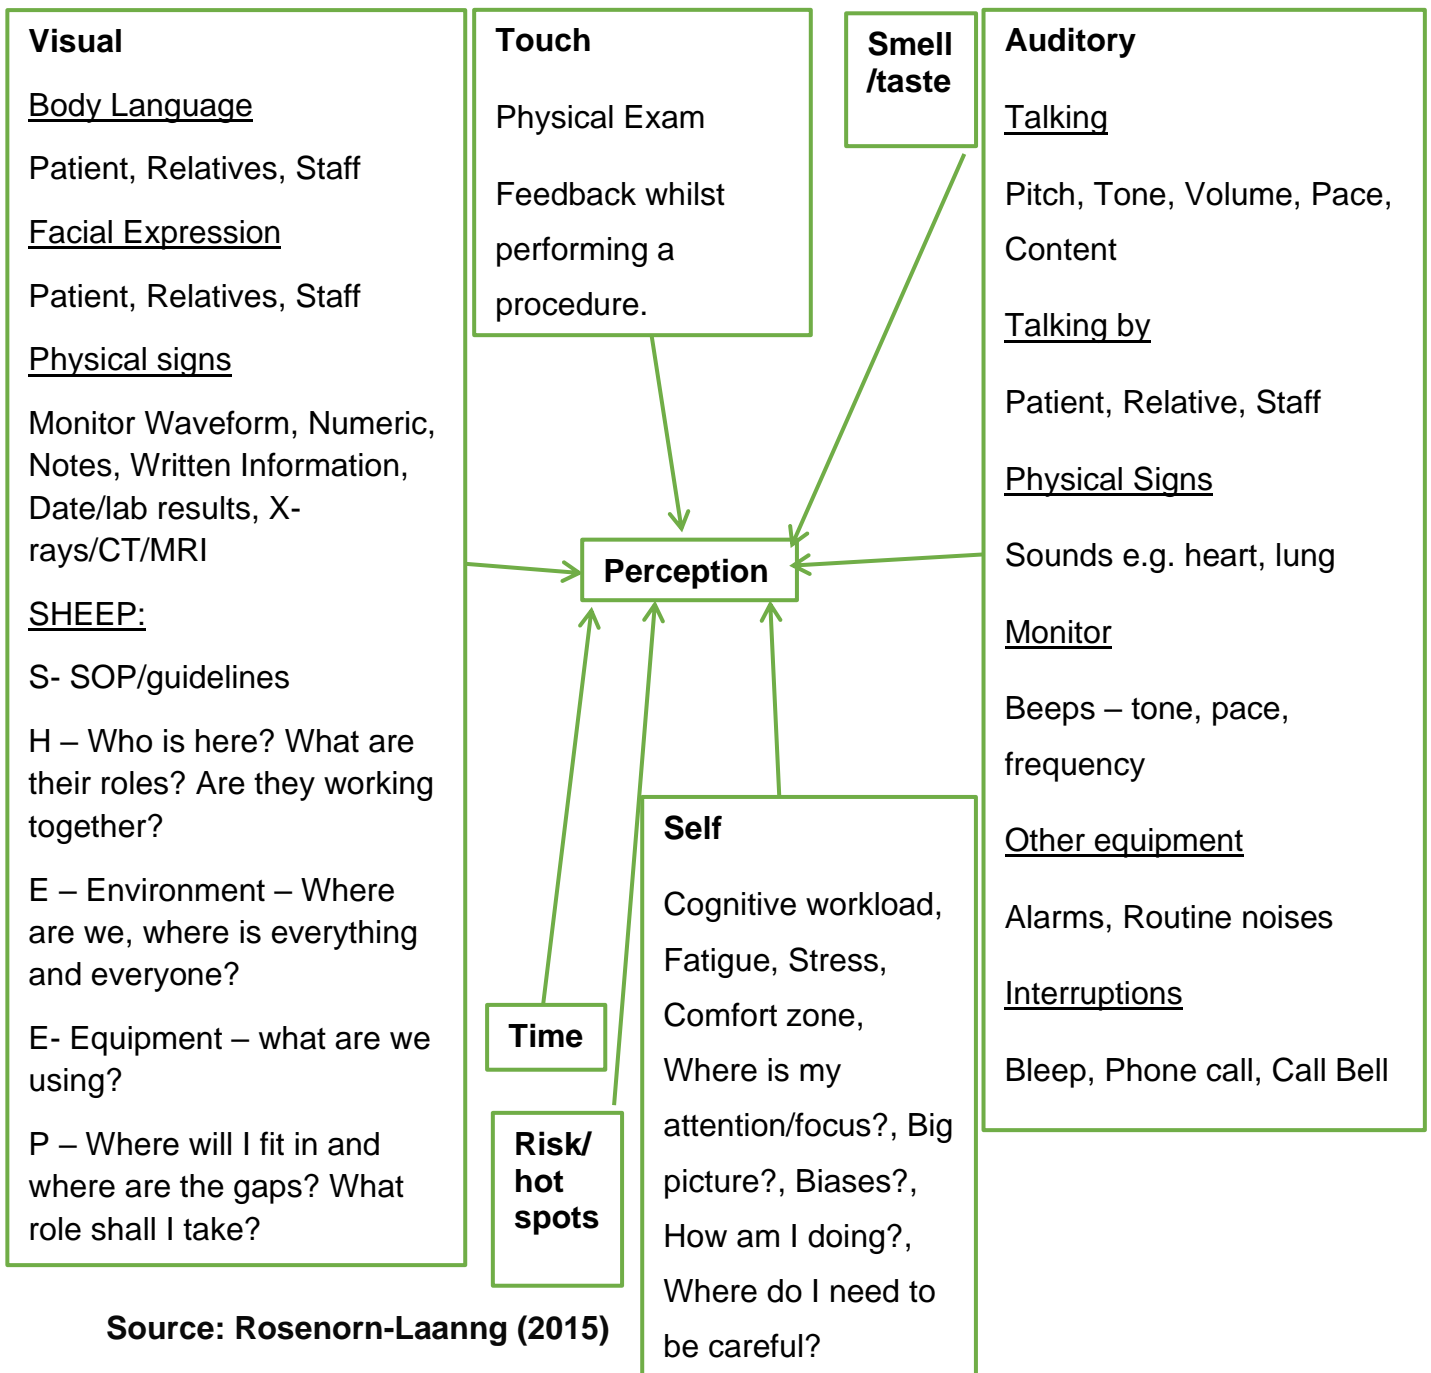 Visual
Body Language
Patient, Relatives, Staff
Facial Expression
Patient, Relatives, Staff
Physical signs
Monitor Waveform, Numeric,
Notes, Written Information,
Date/lab results, X-
rays/CT/MRI
SHEEP:
S- SOP/guidelines
H – Who is here? What are
their roles? Are they working
together?
E – Environment – Where
are we, where is everything
and everyone?
E- Equipment – what are we
using?
P – Where will I fit in and
where are the gaps? What
role shall I take?
Touch
Physical Exam
Feedback whilst
performing a
procedure.
Smell
/taste
Auditory
Talking
Pitch, Tone, Volume, Pace,
Content
Talking by
Patient, Relative, Staff
Physical Signs
Sounds e.g. heart, lung
Monitor
Beeps – tone, pace,
frequency
Other equipment
Alarms, Routine noises
Interruptions
Bleep, Phone call, Call Bell
Perception
Time
Risk/
hot
spots
Self
Cognitive workload,
Fatigue, Stress,
Comfort zone,
Where is my
attention/focus?, Big
picture?, Biases?,
How am I doing?,
Where do I need to
be careful?
Source: Rosenorn-Laanng (2015)